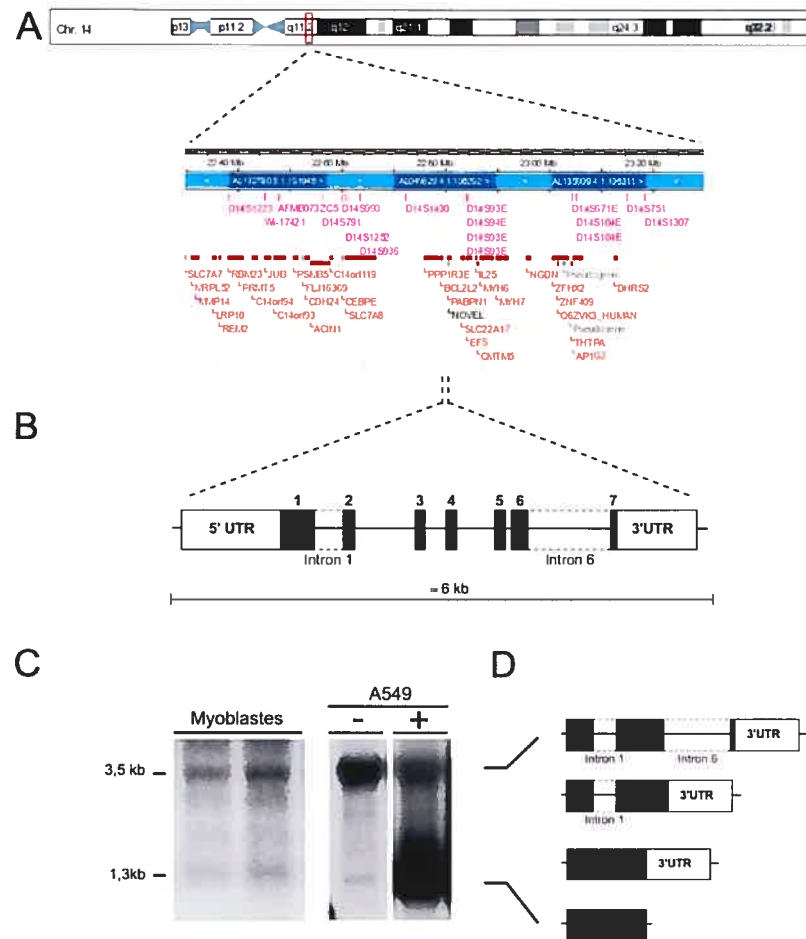 A
Chr. 14
p13 p11.2 q11.2 q12 q21.1 q24.3 q32.2
22.40 Mb 22.60 Mb 22.80 Mb 23.00 Mb 23.20 Mb
D14S1223 AFMB073ZC5 D14S990 D14S1430 D14S93E D14S671E D14S751
WI-17421 D14S791 D14S94E D14S104E D14S1307
D14S1252 D14S93E D14S104E
D14S936 D14S93E
SLC7A7 RBM23 JUB PSMB5 C14orf119 PPP1R3E IL25 NGDN Pseudogene DHRS2
MRPL52 PRMT5 FLJ16369 BCL2L2 MYH6 ZFHX2
MMP14 C14orf94 CDH24 CEBPE PABPN1 MYH7 ZNF409
LRP10 C14orf93 SLC7A8 NOVEL Q6ZVK3_HUMAN
REM2 ACIN1 SLC22A17 Pseudogene
EFS THTPA
CMTM5 AP1G2
B
1 2 3 4 5 6 7
5' UTR 3'UTR
Intron 1 Intron 6
≈ 6 kb
C
D
A549
Myoblastes - +
3,5 kb
1,3kb
3'UTR
Intron 1 Intron 6
3'UTR
Intron 1
3'UTR